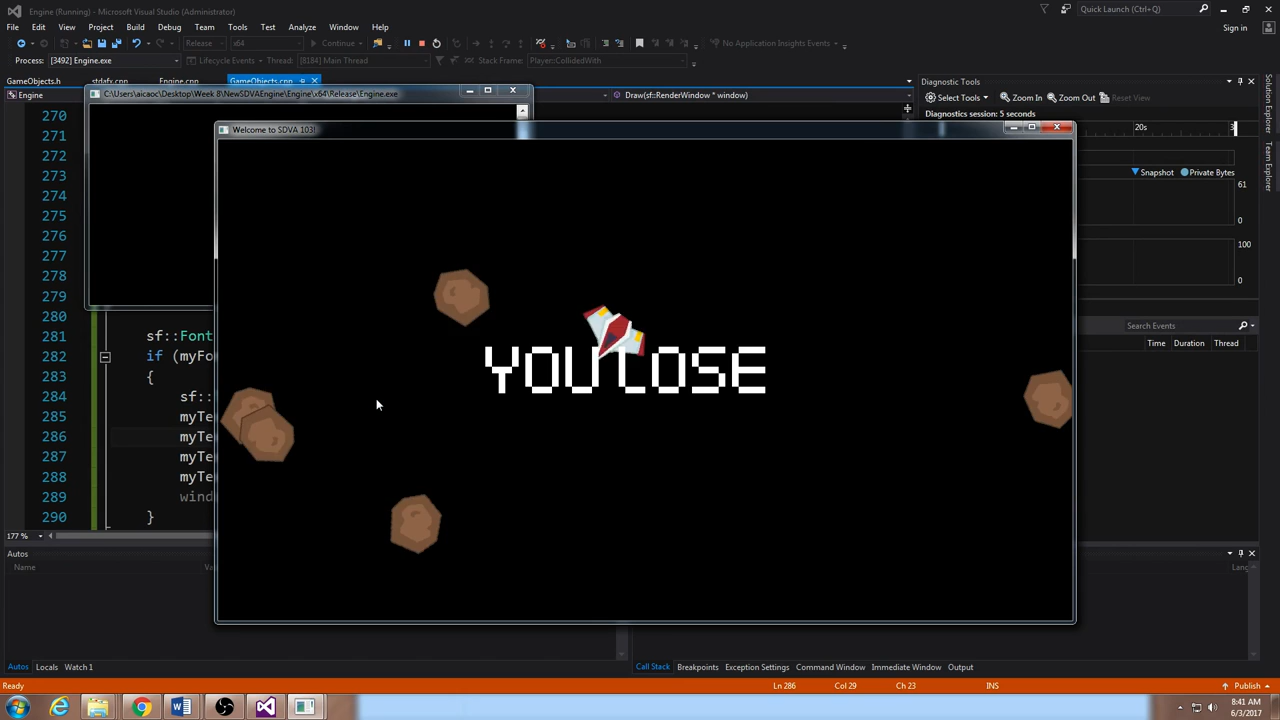 Engine (Running) - Microsoft Visual Studio (Administrator)
Quick Launch (Ctrl+Q)
File Edit View Project Build Debug Team Tools Test Analyze Window Help
Sign in
Release x64 Continue No Application Insights Events
Process: [3492] Engine.exe Lifecycle Events Thread: [8184] Main Thread Stack Frame: Player::CollidedWith
GameObjects.h stdafx.cpp Engine.cpp GameObjects.cpp
Diagnostic Tools
Engine
C:\Users\aicaoc\Desktop\Week 8\NewSDVAEngine\Engine\x64\Release\Engine.exe
Draw(sf::RenderWindow * window)
Select Tools Zoom In Zoom Out Reset View
Diagnostics session: 5 seconds
20s
Snapshot Private Bytes
61
0
100
0
Search Events
Time Duration Thread
Solution Explorer
Team Explorer
Welcome to SDVA 103!
YOU LOSE
270
271
272
273
274
275
276
277
278
279
280
281 sf::Font
282 if (myFo
283 {
284 sf::
285 myTe
286 myTe
287 myTe
288 myTe
289 wind
290 }
177 %
Autos
Name Va
Lang
Autos Locals Watch 1
Call Stack Breakpoints Exception Settings Command Window Immediate Window Output
Ready Ln 286 Col 29 Ch 23 INS Publish
8:41 AM
6/3/2017